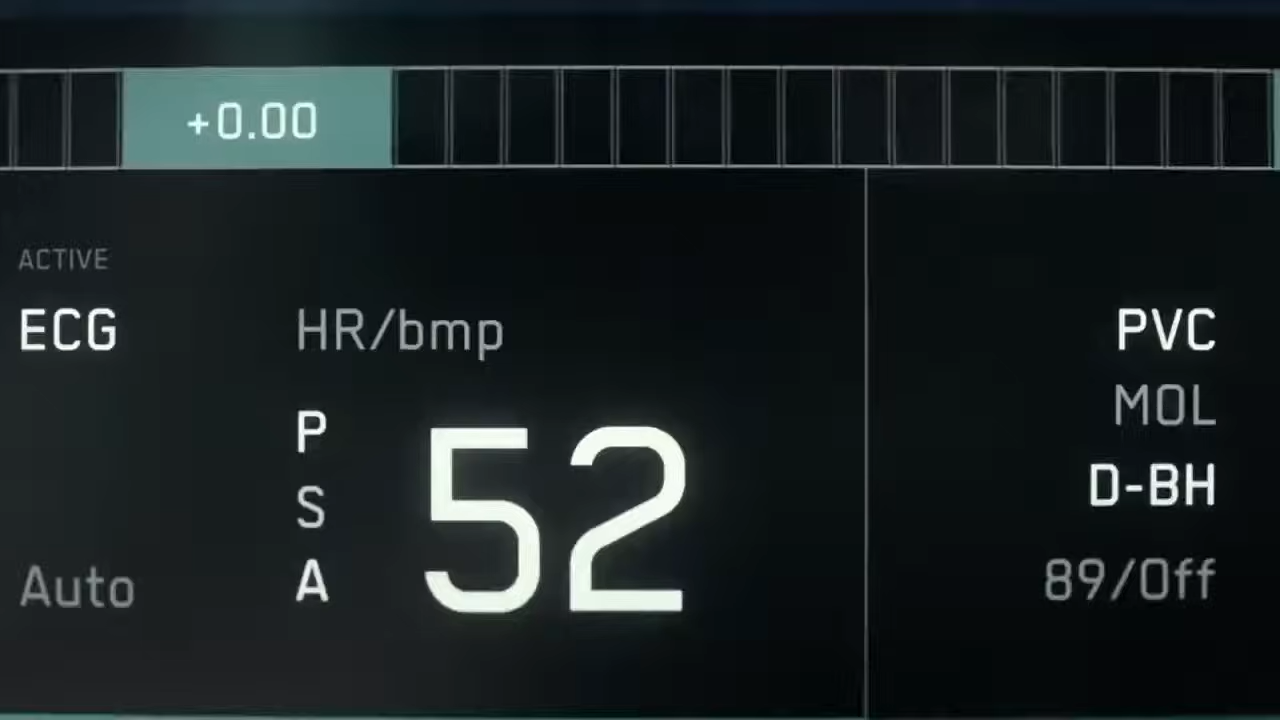 +0.00
ACTIVE
ECG
HR/bmp
P
S
A
52
Auto
PVC
MOL
D-BH
89/Off